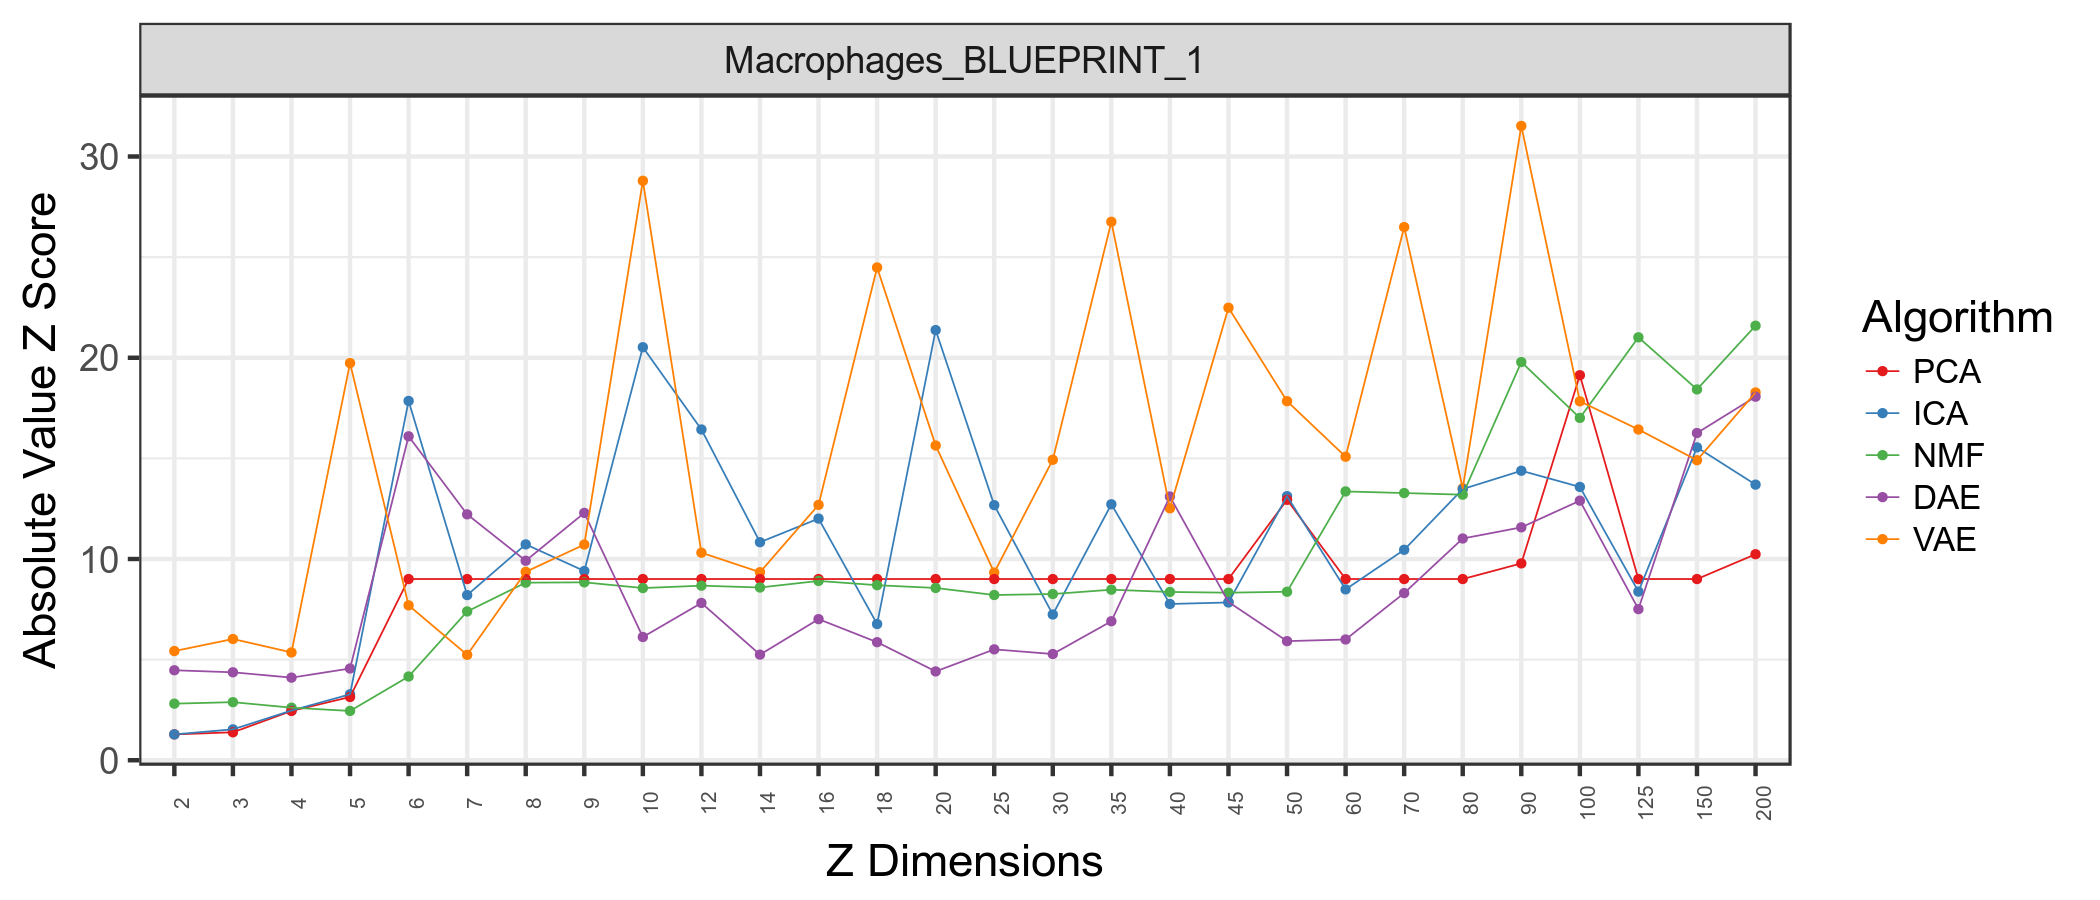 Macrophages_BLUEPRINT_1
Absolute Value Z Score
30
20
10
0
2 3 4 5 6 7 8 9 10 12 14 16 18 20 25 30 35 40 45 50 60 70 80 90 100 125 150 200
Z Dimensions
Algorithm
PCA
ICA
NMF
DAE
VAE